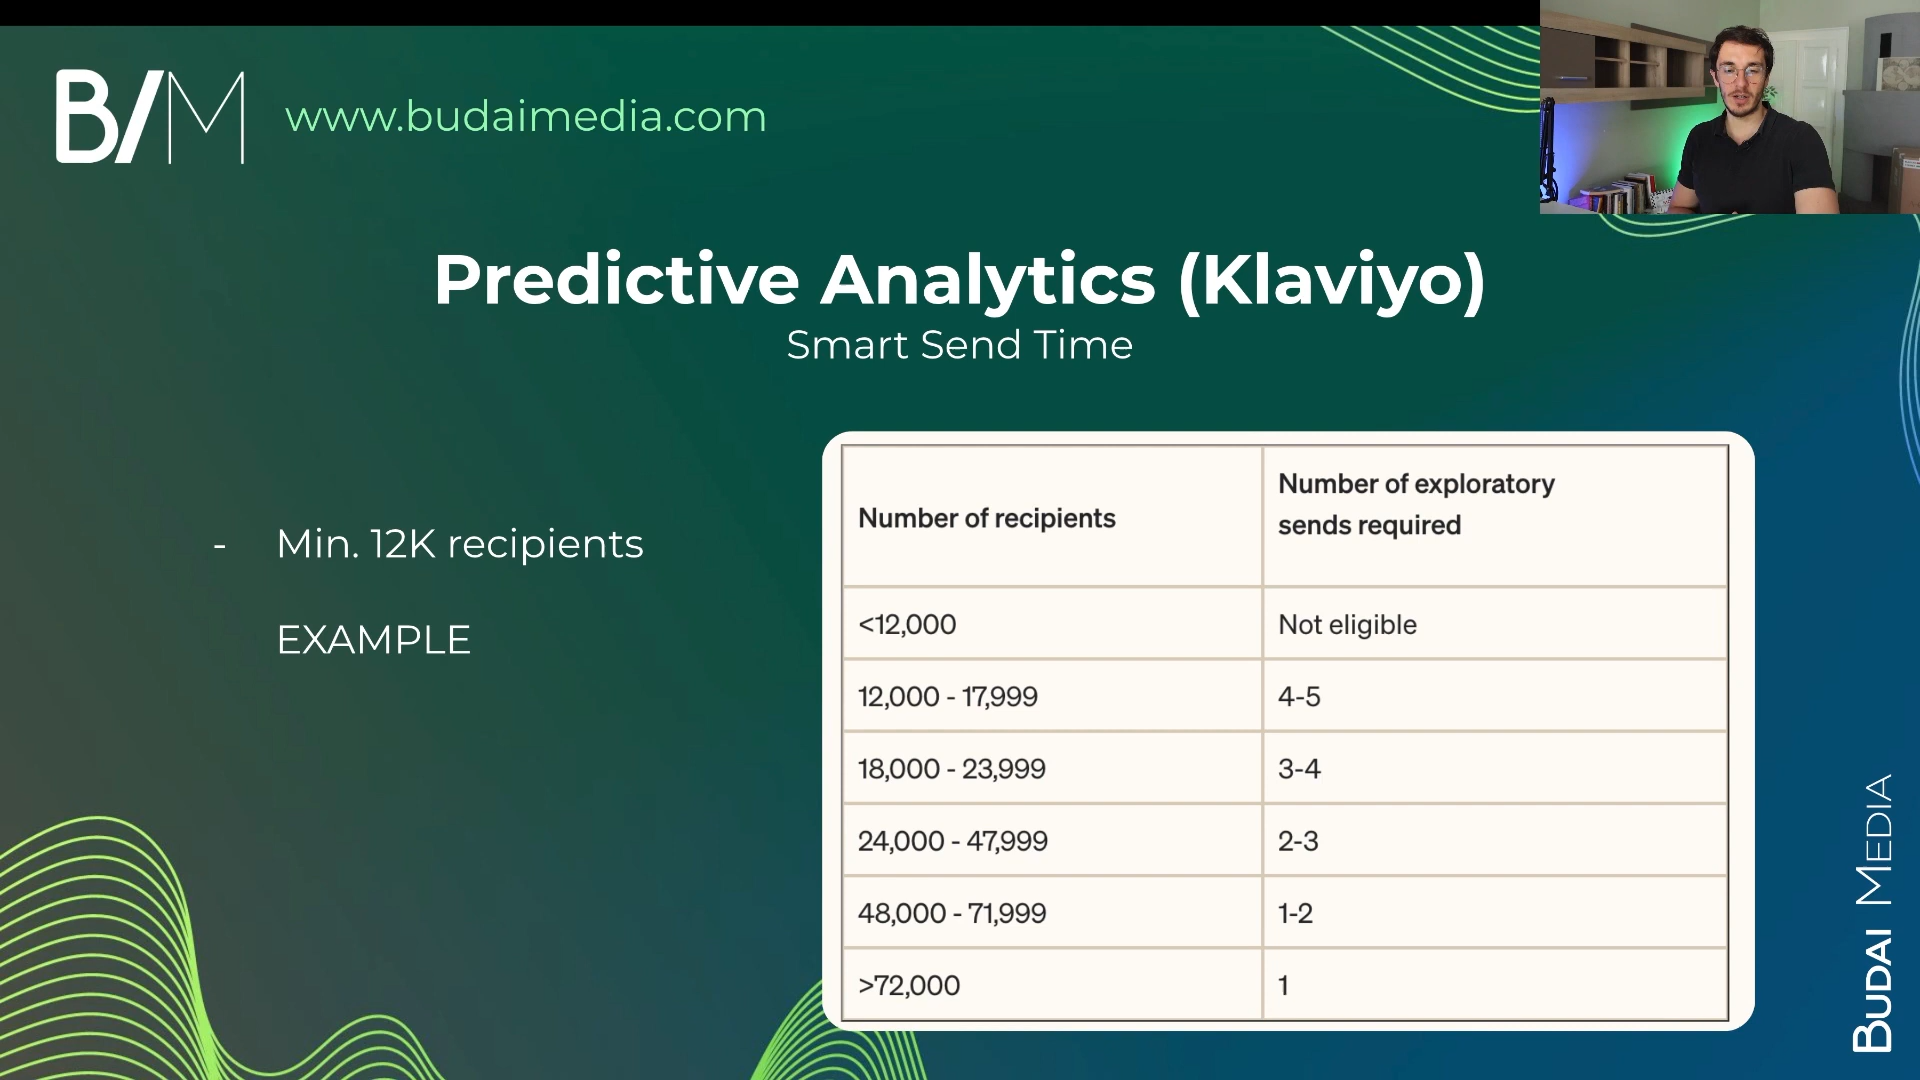 B/M
www.budaimedia.com
Predictive Analytics (Klaviyo)
Smart Send Time
- Min. 12K recipients
EXAMPLE
Number of recipients
Number of exploratory
sends required
<12,000
Not eligible
12,000 - 17,999
4-5
18,000 - 23,999
3-4
24,000 - 47,999
2-3
48,000 - 71,999
1-2
>72,000
1
BUDAI MEDIA